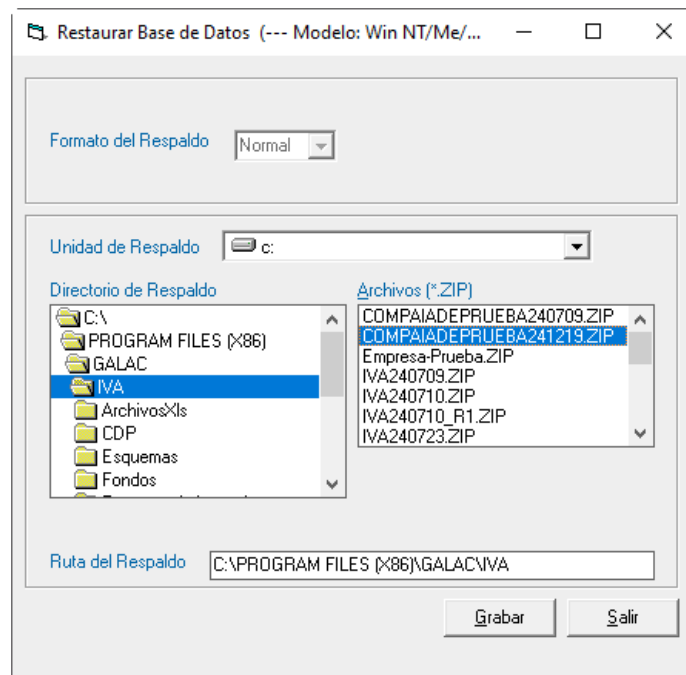 Restaurar Base de Datos (--- Modelo: Win NT/Me/...
Formato del Respaldo Normal
Unidad de Respaldo c:
Directorio de Respaldo
C:\
PROGRAM FILES (X86)
GALAC
IVA
ArchivosXls
CDP
Esquemas
Fondos
Archivos (*.ZIP)
COMPAIADEPRUEBA240709.ZIP
COMPAIADEPRUEBA241219.ZIP
Empresa-Prueba.ZIP
IVA240709.ZIP
IVA240710.ZIP
IVA240710_R1.ZIP
IVA240723.ZIP
Ruta del Respaldo C:\PROGRAM FILES (X86)\GALAC\IVA
Grabar Salir